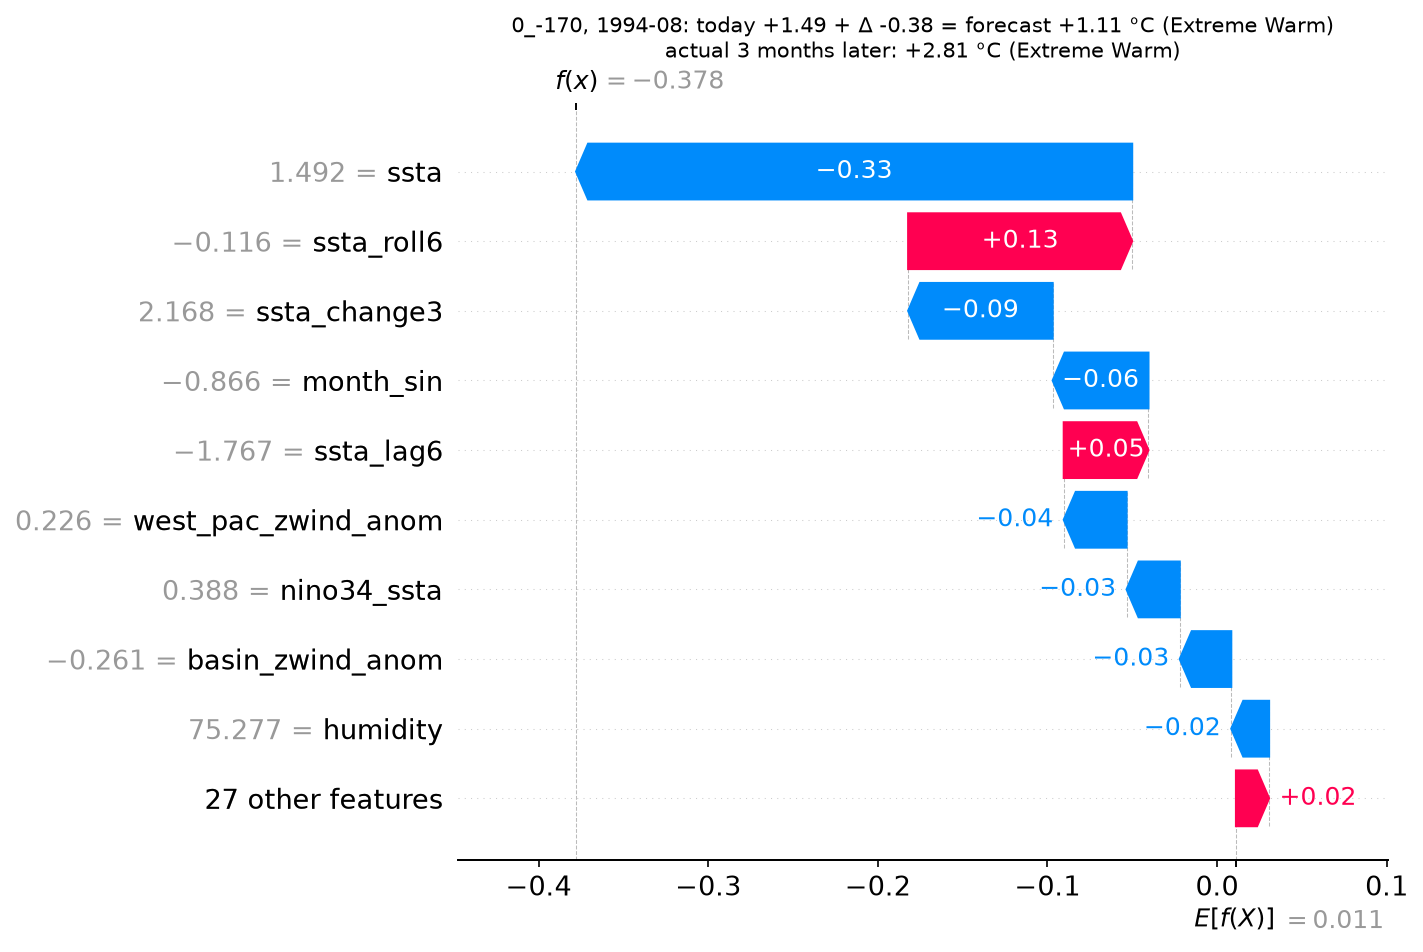 0_-170, 1994-08: today +1.49 + Δ -0.38 = forecast +1.11 °C (Extreme Warm)
actual 3 months later: +2.81 °C (Extreme Warm)
f(x) = −0.378
1.492 = ssta
−0.33
−0.116 = ssta_roll6
+0.13
2.168 = ssta_change3
−0.09
−0.866 = month_sin
−0.06
−1.767 = ssta_lag6
+0.05
0.226 = west_pac_zwind_anom
−0.04
0.388 = nino34_ssta
−0.03
−0.261 = basin_zwind_anom
−0.03
75.277 = humidity
−0.02
27 other features
+0.02
−0.4 −0.3 −0.2 −0.1 0.0 0.1
E[f(X)] = 0.011